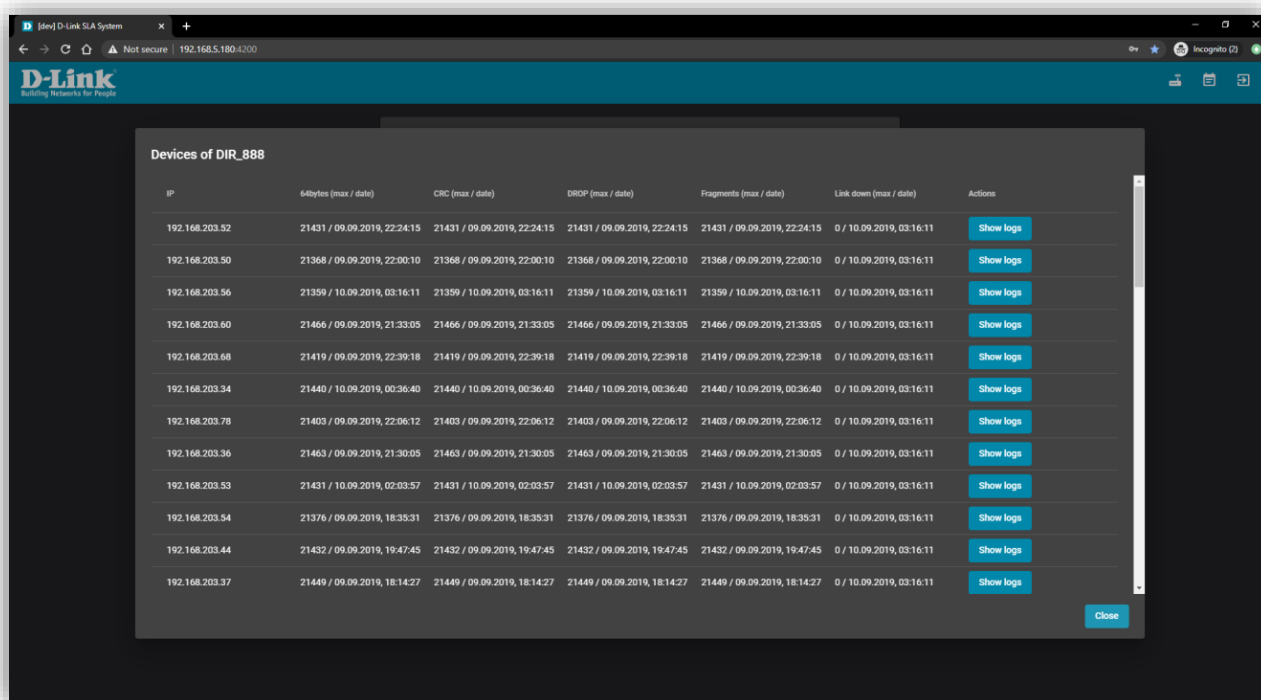 [dev] D-Link SLA System
Not secure | 192.168.5.180:4200
Incognito (2)
D-Link
Building Networks for People
Devices of DIR_888
IP 64bytes (max / date) CRC (max / date) DROP (max / date) Fragments (max / date) Link down (max / date) Actions
192.168.203.52 21431 / 09.09.2019, 22:24:15 21431 / 09.09.2019, 22:24:15 21431 / 09.09.2019, 22:24:15 21431 / 09.09.2019, 22:24:15 0 / 10.09.2019, 03:16:11 Show logs
192.168.203.50 21368 / 09.09.2019, 22:00:10 21368 / 09.09.2019, 22:00:10 21368 / 09.09.2019, 22:00:10 21368 / 09.09.2019, 22:00:10 0 / 10.09.2019, 03:16:11 Show logs
192.168.203.56 21359 / 10.09.2019, 03:16:11 21359 / 10.09.2019, 03:16:11 21359 / 10.09.2019, 03:16:11 21359 / 10.09.2019, 03:16:11 0 / 10.09.2019, 03:16:11 Show logs
192.168.203.60 21466 / 09.09.2019, 21:33:05 21466 / 09.09.2019, 21:33:05 21466 / 09.09.2019, 21:33:05 21466 / 09.09.2019, 21:33:05 0 / 10.09.2019, 03:16:11 Show logs
192.168.203.68 21419 / 09.09.2019, 22:39:18 21419 / 09.09.2019, 22:39:18 21419 / 09.09.2019, 22:39:18 21419 / 09.09.2019, 22:39:18 0 / 10.09.2019, 03:16:11 Show logs
192.168.203.34 21440 / 10.09.2019, 00:36:40 21440 / 10.09.2019, 00:36:40 21440 / 10.09.2019, 00:36:40 21440 / 10.09.2019, 00:36:40 0 / 10.09.2019, 03:16:11 Show logs
192.168.203.78 21403 / 09.09.2019, 22:06:12 21403 / 09.09.2019, 22:06:12 21403 / 09.09.2019, 22:06:12 21403 / 09.09.2019, 22:06:12 0 / 10.09.2019, 03:16:11 Show logs
192.168.203.36 21463 / 09.09.2019, 21:30:05 21463 / 09.09.2019, 21:30:05 21463 / 09.09.2019, 21:30:05 21463 / 09.09.2019, 21:30:05 0 / 10.09.2019, 03:16:11 Show logs
192.168.203.53 21431 / 10.09.2019, 02:03:57 21431 / 10.09.2019, 02:03:57 21431 / 10.09.2019, 02:03:57 21431 / 10.09.2019, 02:03:57 0 / 10.09.2019, 03:16:11 Show logs
192.168.203.54 21376 / 09.09.2019, 18:35:31 21376 / 09.09.2019, 18:35:31 21376 / 09.09.2019, 18:35:31 21376 / 09.09.2019, 18:35:31 0 / 10.09.2019, 03:16:11 Show logs
192.168.203.44 21432 / 09.09.2019, 19:47:45 21432 / 09.09.2019, 19:47:45 21432 / 09.09.2019, 19:47:45 21432 / 09.09.2019, 19:47:45 0 / 10.09.2019, 03:16:11 Show logs
192.168.203.37 21449 / 09.09.2019, 18:14:27 21449 / 09.09.2019, 18:14:27 21449 / 09.09.2019, 18:14:27 21449 / 09.09.2019, 18:14:27 0 / 10.09.2019, 03:16:11 Show logs
Close